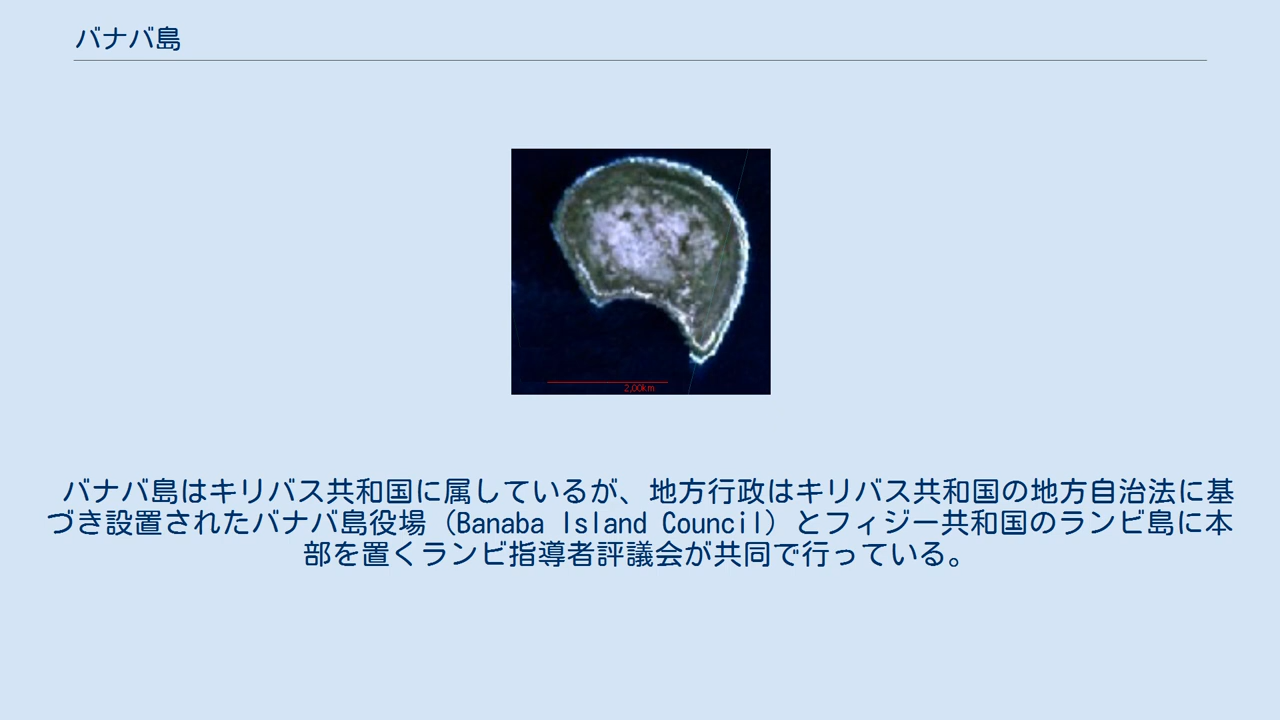 バナバ島
2,00km
バナバ島はキリバス共和国に属しているが、地方行政はキリバス共和国の地方自治法に基
づき設置されたバナバ島役場（Banaba Island Council）とフィジー共和国のランビ島に本
部を置くランビ指導者評議会が共同で行っている。